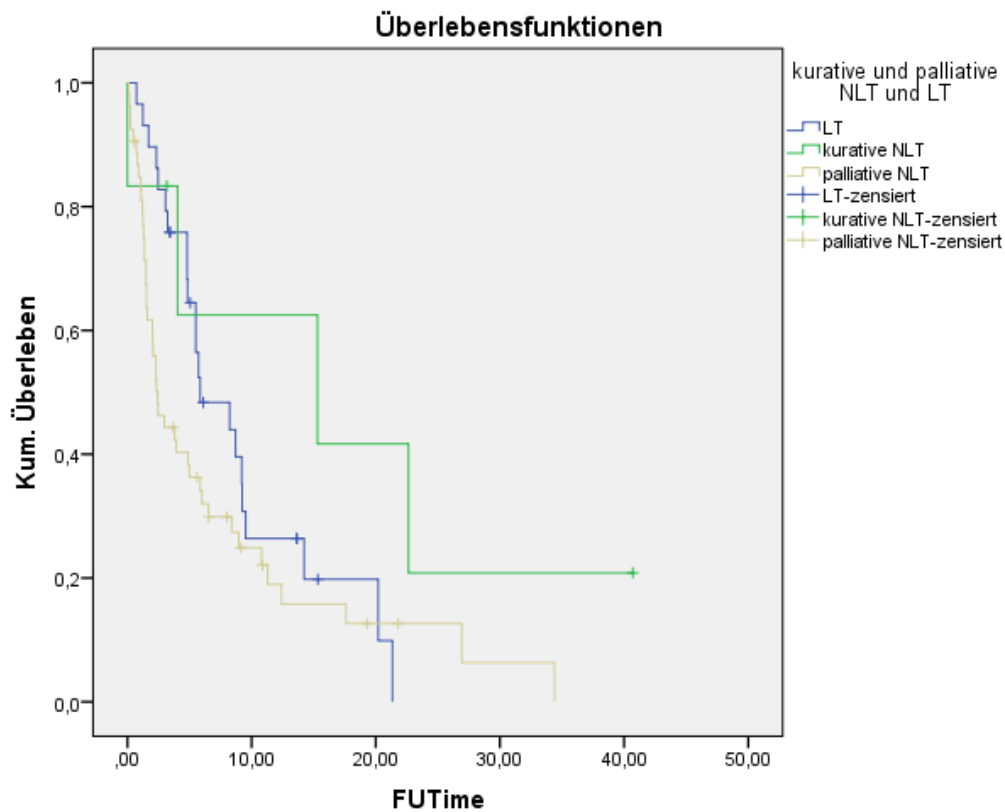 Überlebensfunktionen
kurative und palliative
NLT und LT
LT
kurative NLT
palliative NLT
LT-zensiert
kurative NLT-zensiert
palliative NLT-zensiert
Kum. Überleben
1,0
0,8
0,6
0,4
0,2
0,0
,00
10,00
20,00
30,00
40,00
50,00
FUTime